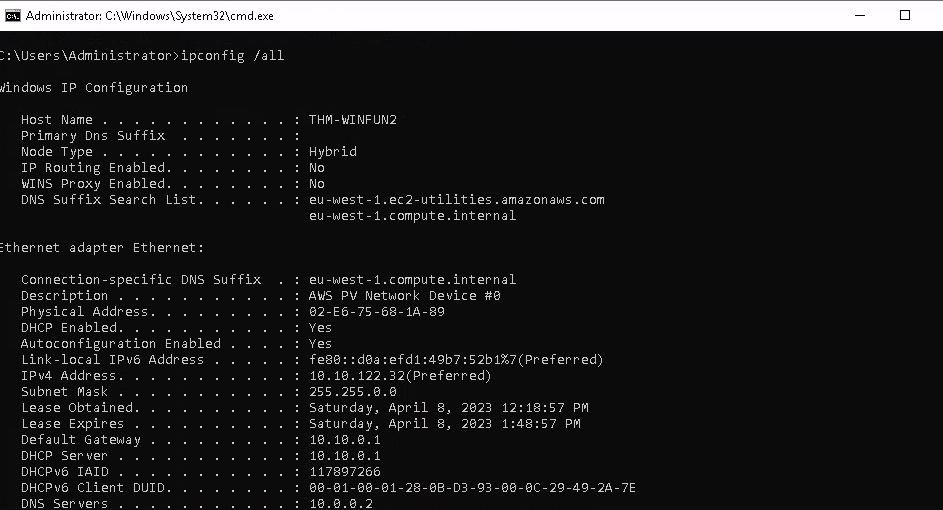 Administrator: C:\Windows\System32\cmd.exe
C:\Users\Administrator>ipconfig /all
Windows IP Configuration
Host Name . . . . . . . . . . . . : THM-WINFUN2
Primary Dns Suffix  . . . . . . . :
Node Type . . . . . . . . . . . . : Hybrid
IP Routing Enabled. . . . . . . . : No
WINS Proxy Enabled. . . . . . . . : No
DNS Suffix Search List. . . . . . : eu-west-1.ec2-utilities.amazonaws.com
eu-west-1.compute.internal
Ethernet adapter Ethernet:
Connection-specific DNS Suffix  . : eu-west-1.compute.internal
Description . . . . . . . . . . . : AWS PV Network Device #0
Physical Address. . . . . . . . . : 02-E6-75-68-1A-89
DHCP Enabled. . . . . . . . . . . : Yes
Autoconfiguration Enabled . . . . : Yes
Link-local IPv6 Address . . . . . : fe80::d0a:efd1:49b7:52b1%7(Preferred)
IPv4 Address. . . . . . . . . . . : 10.10.122.32(Preferred)
Subnet Mask . . . . . . . . . . . : 255.255.0.0
Lease Obtained. . . . . . . . . . : Saturday, April 8, 2023 12:18:57 PM
Lease Expires . . . . . . . . . . : Saturday, April 8, 2023 1:48:57 PM
Default Gateway . . . . . . . . . : 10.10.0.1
DHCP Server . . . . . . . . . . . : 10.10.0.1
DHCPv6 IAID . . . . . . . . . . . : 117897266
DHCPv6 Client DUID. . . . . . . . : 00-01-00-01-28-0B-D3-93-00-0C-29-49-2A-7E
DNS Servers . . . . . . . . . . . : 10.0.0.2